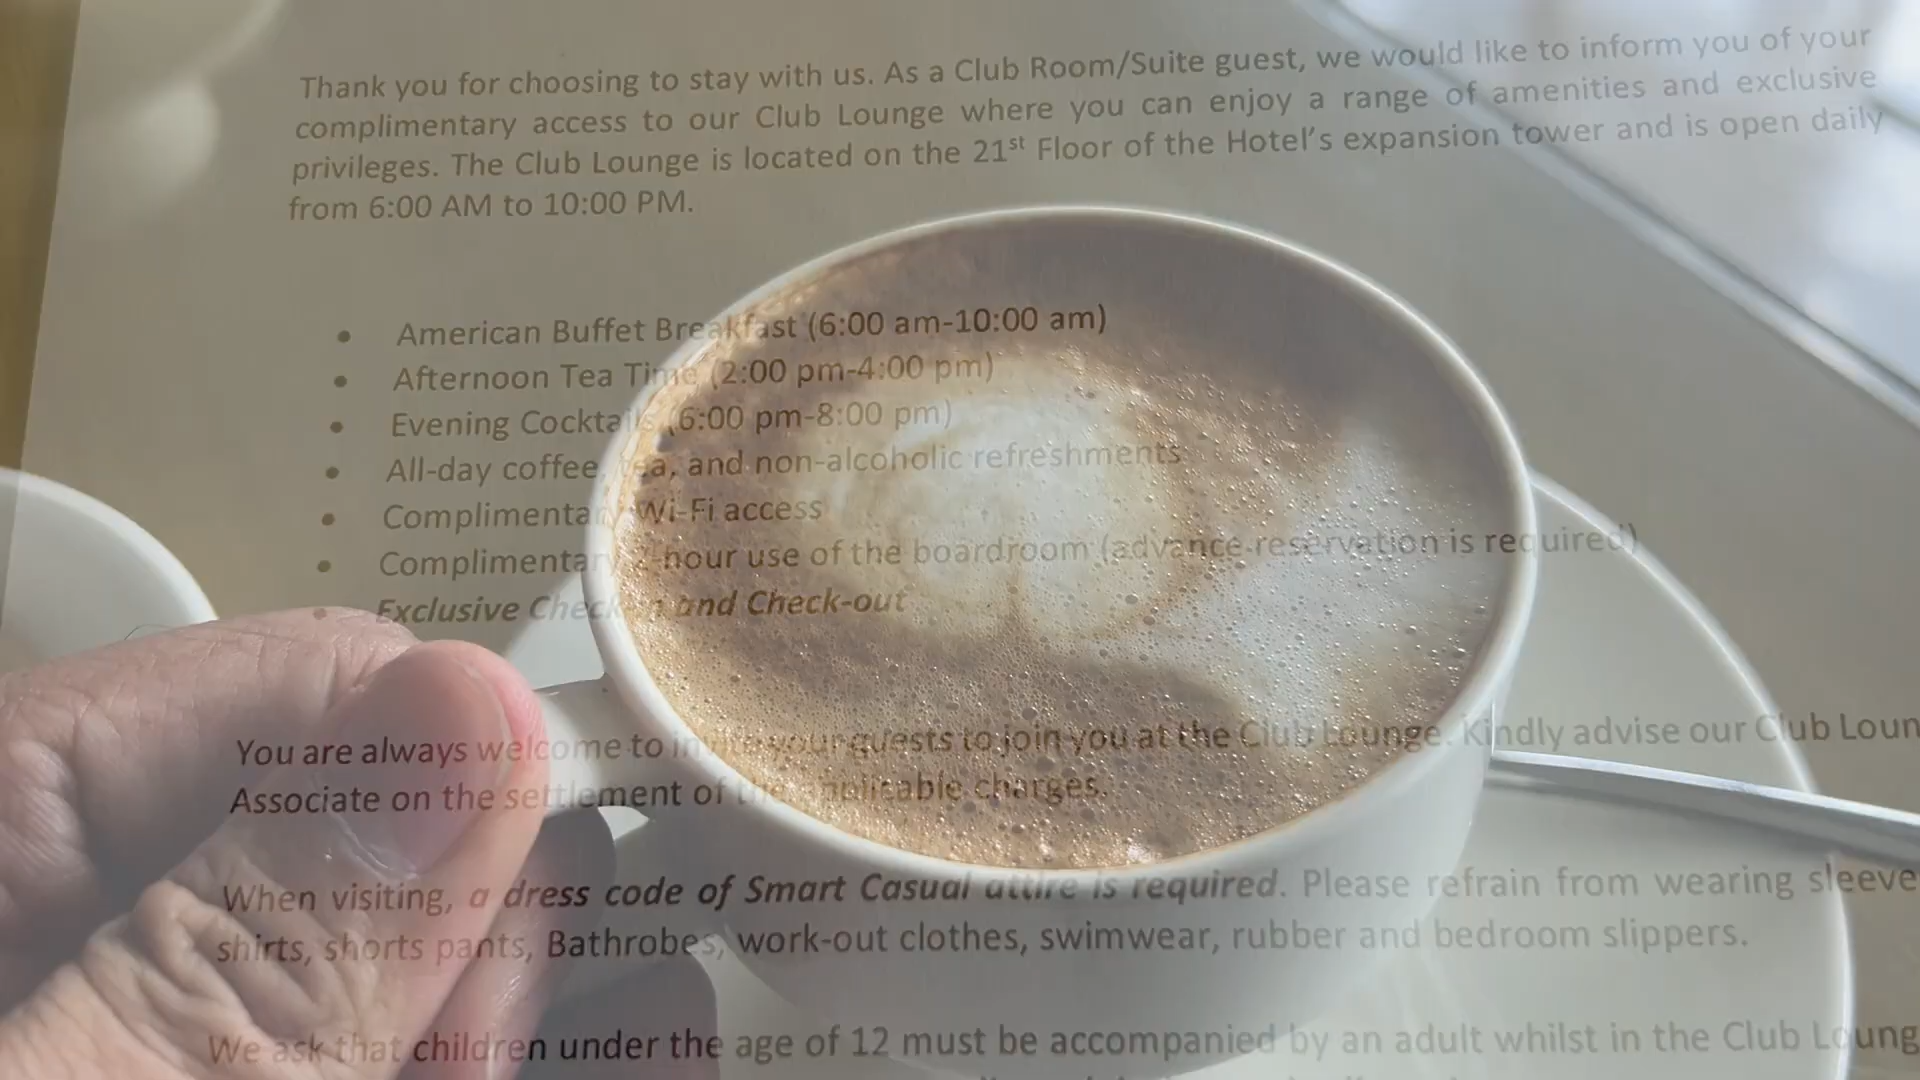 Thank you for choosing to stay with us. As a Club Room/Suite guest, we would like to inform you of your
complimentary access to our Club Lounge where you can enjoy a range of amenities and exclusive
privileges. The Club Lounge is located on the 21st Floor of the Hotel's expansion tower and is open daily
from 6:00 AM to 10:00 PM.
• American Buffet Breakfast (6:00 am-10:00 am)
• Afternoon Tea Time (2:00 pm-4:00 pm)
• Evening Cocktails (6:00 pm-8:00 pm)
• All-day coffee, tea, and non-alcoholic refreshments
• Complimentary Wi-Fi access
• Complimentary 2-hour use of the boardroom (advance reservation is required)
• Exclusive Check-in and Check-out
You are always welcome to invite your guests to join you at the Club Lounge. Kindly advise our Club Loun
Associate on the settlement of the applicable charges.
When visiting, a dress code of Smart Casual attire is required. Please refrain from wearing sleeve
shirts, shorts pants, Bathrobes, work-out clothes, swimwear, rubber and bedroom slippers.
We ask that children under the age of 12 must be accompanied by an adult whilst in the Club Loung